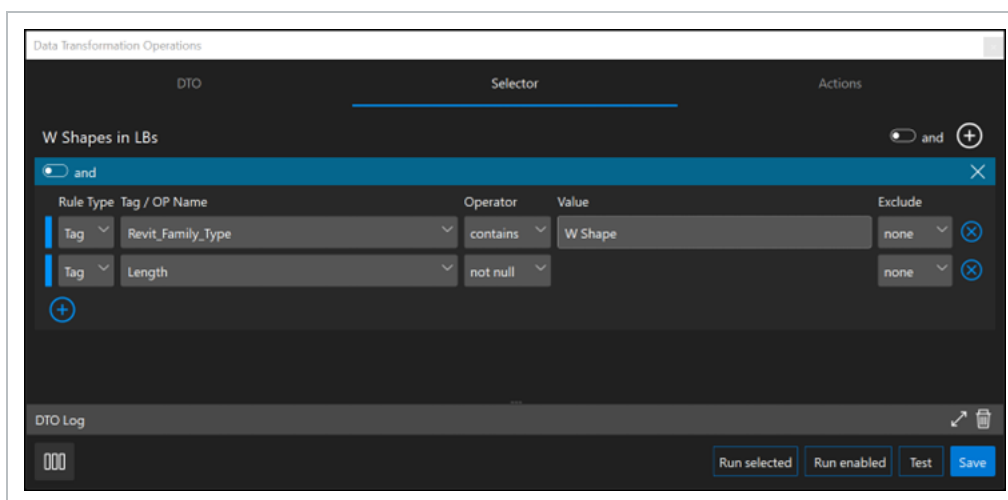 Data Transformation Operations
DTO Selector Actions
W Shapes in LBs and
and
Rule Type Tag / OP Name Operator Value Exclude
Tag Revit_Family_Type contains W Shape none
Tag Length not null none
DTO Log
Run selected Run enabled Test Save